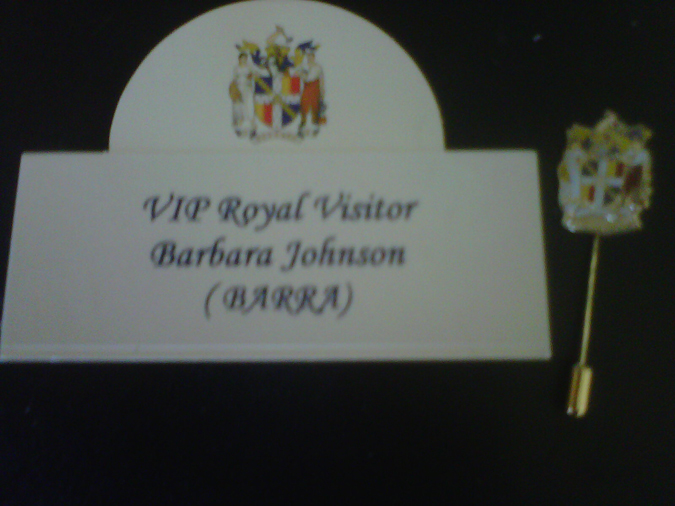 VIP Royal Visitor
Barbara Johnson
( BARRA)